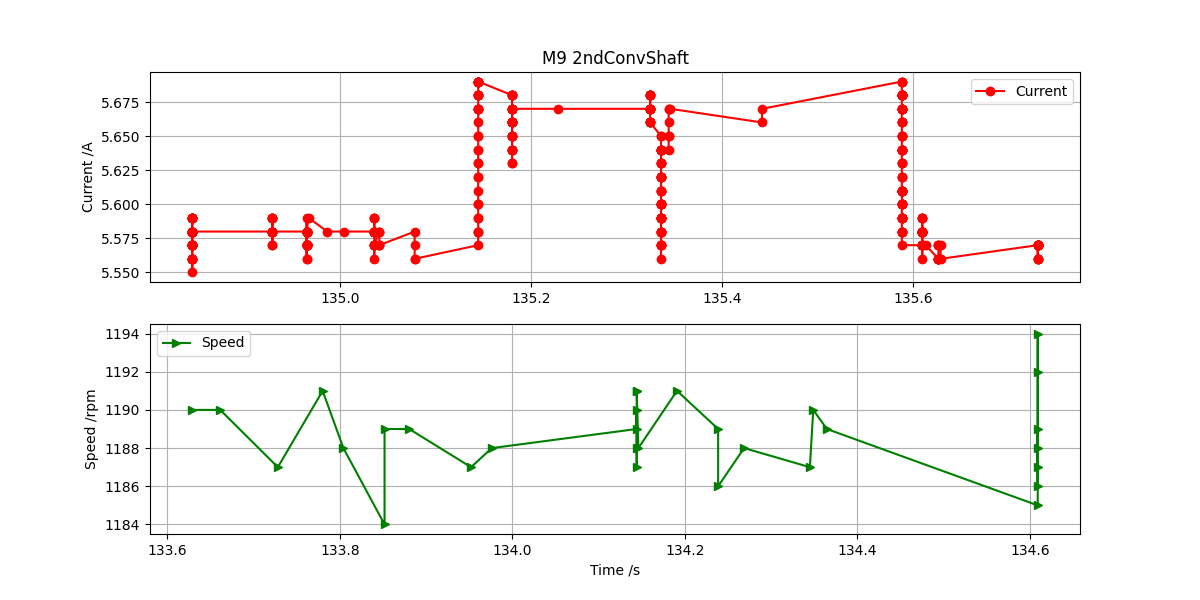 M9 2ndConvShaft
Current /A
5.675
5.650
5.625
5.600
5.575
5.550
Current
135.0 135.2 135.4 135.6
Speed /rpm
1194
1192
1190
1188
1186
1184
Speed
133.6 133.8 134.0 134.2 134.4 134.6
Time /s